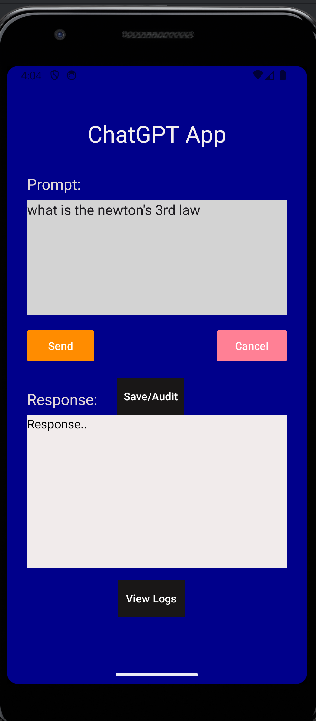 ChatGPT App
Prompt:
what is the newton's 3rd law
Send
Cancel
Save/Audit
Response:
Response..
View Logs